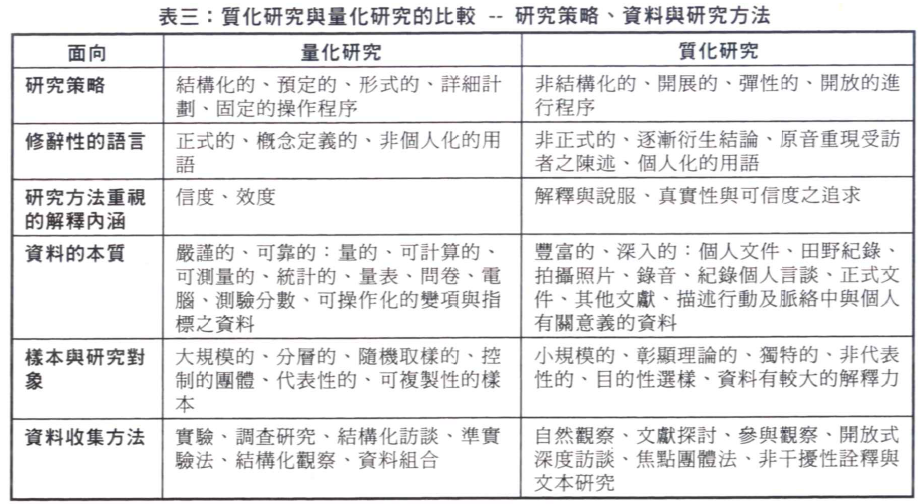 表三：質化研究與量化研究的比較 -- 研究策略、資料與研究方法
面向
量化研究
質化研究
研究策略
結構化的、預定的、形式的、詳細計
劃、固定的操作程序
非結構化的、開展的、彈性的、開放的進
行程序
修辭性的語言
正式的、概念定義的、非個人化的用
語
非正式的、逐漸衍生結論、原音重現受訪
者之陳述、個人化的用語
研究方法重視
的解釋內涵
信度、效度
解釋與說服、真實性與可信度之追求
資料的本質
嚴謹的、可靠的：量的、可計算的、
可測量的、統計的、量表、問卷、電
腦、測驗分數、可操作化的變項與指
標之資料
豐富的、深入的：個人文件、田野紀錄、
拍攝照片、錄音、紀錄個人言談、正式文
件、其他文獻、描述行動及脈絡中與個人
有關意義的資料
樣本與研究對
象
大規模的、分層的、隨機取樣的、控
制的團體、代表性的、可複製性的樣
本
小規模的、彰顯理論的、獨特的、非代表
性的、目的性選樣、資料有較大的解釋力
資料收集方法
實驗、調查研究、結構化訪談、準實
驗法、結構化觀察、資料組合
自然觀察、文獻探討、參與觀察、開放式
深度訪談、焦點團體法、非干擾性詮釋與
文本研究